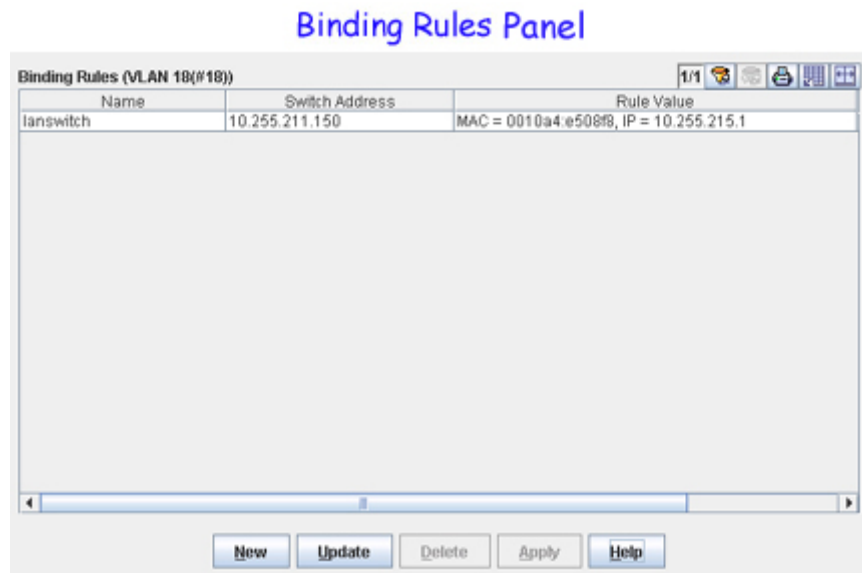 Binding Rules Panel
Binding Rules (VLAN 18(#18))
1/1
Name Switch Address Rule Value
lanswitch 10.255.211.150 MAC = 0010a4:e508f8, IP = 10.255.215.1
New Update Delete Apply Help